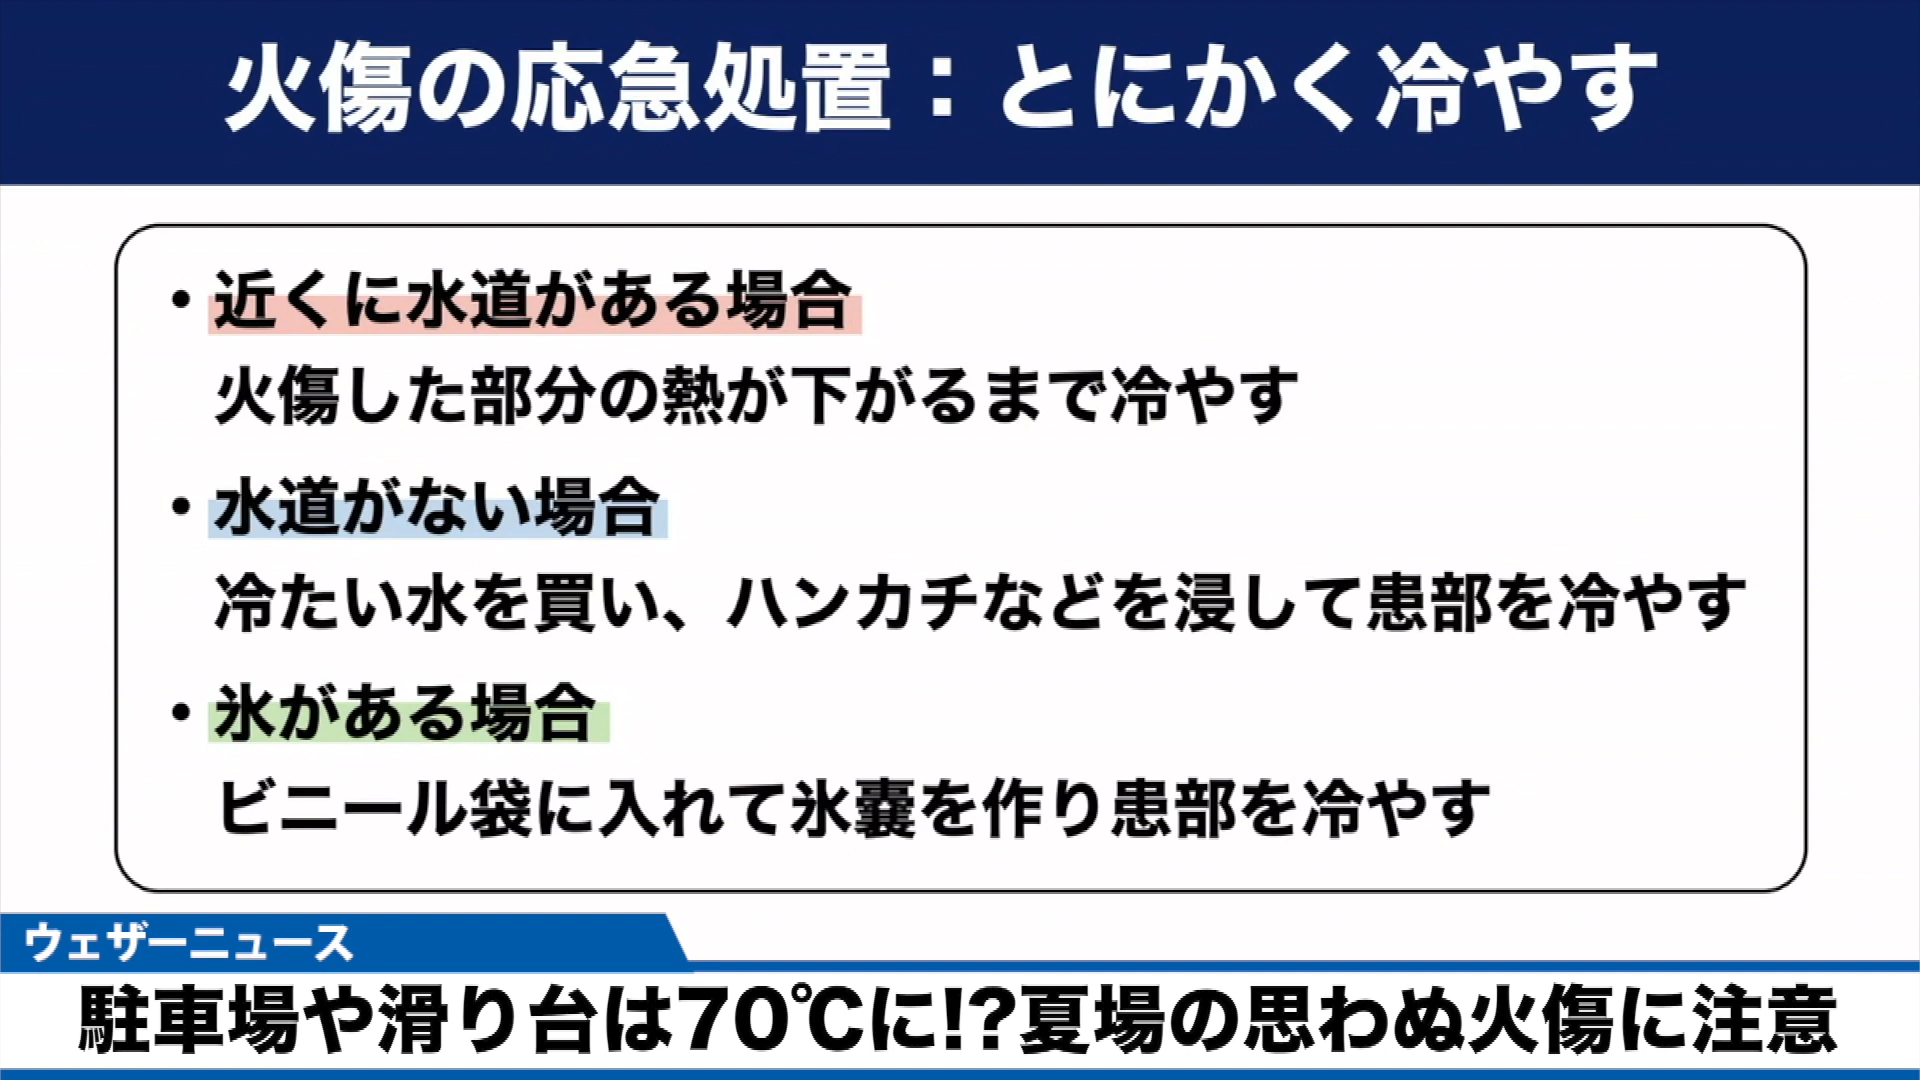 火傷の応急処置：とにかく冷やす
・近くに水道がある場合
火傷した部分の熱が下がるまで冷やす
・水道がない場合
冷たい水を買い、ハンカチなどを浸して患部を冷やす
・氷がある場合
ビニール袋に入れて氷嚢を作り患部を冷やす
ウェザーニュース
駐車場や滑り台は70℃に!?夏場の思わぬ火傷に注意